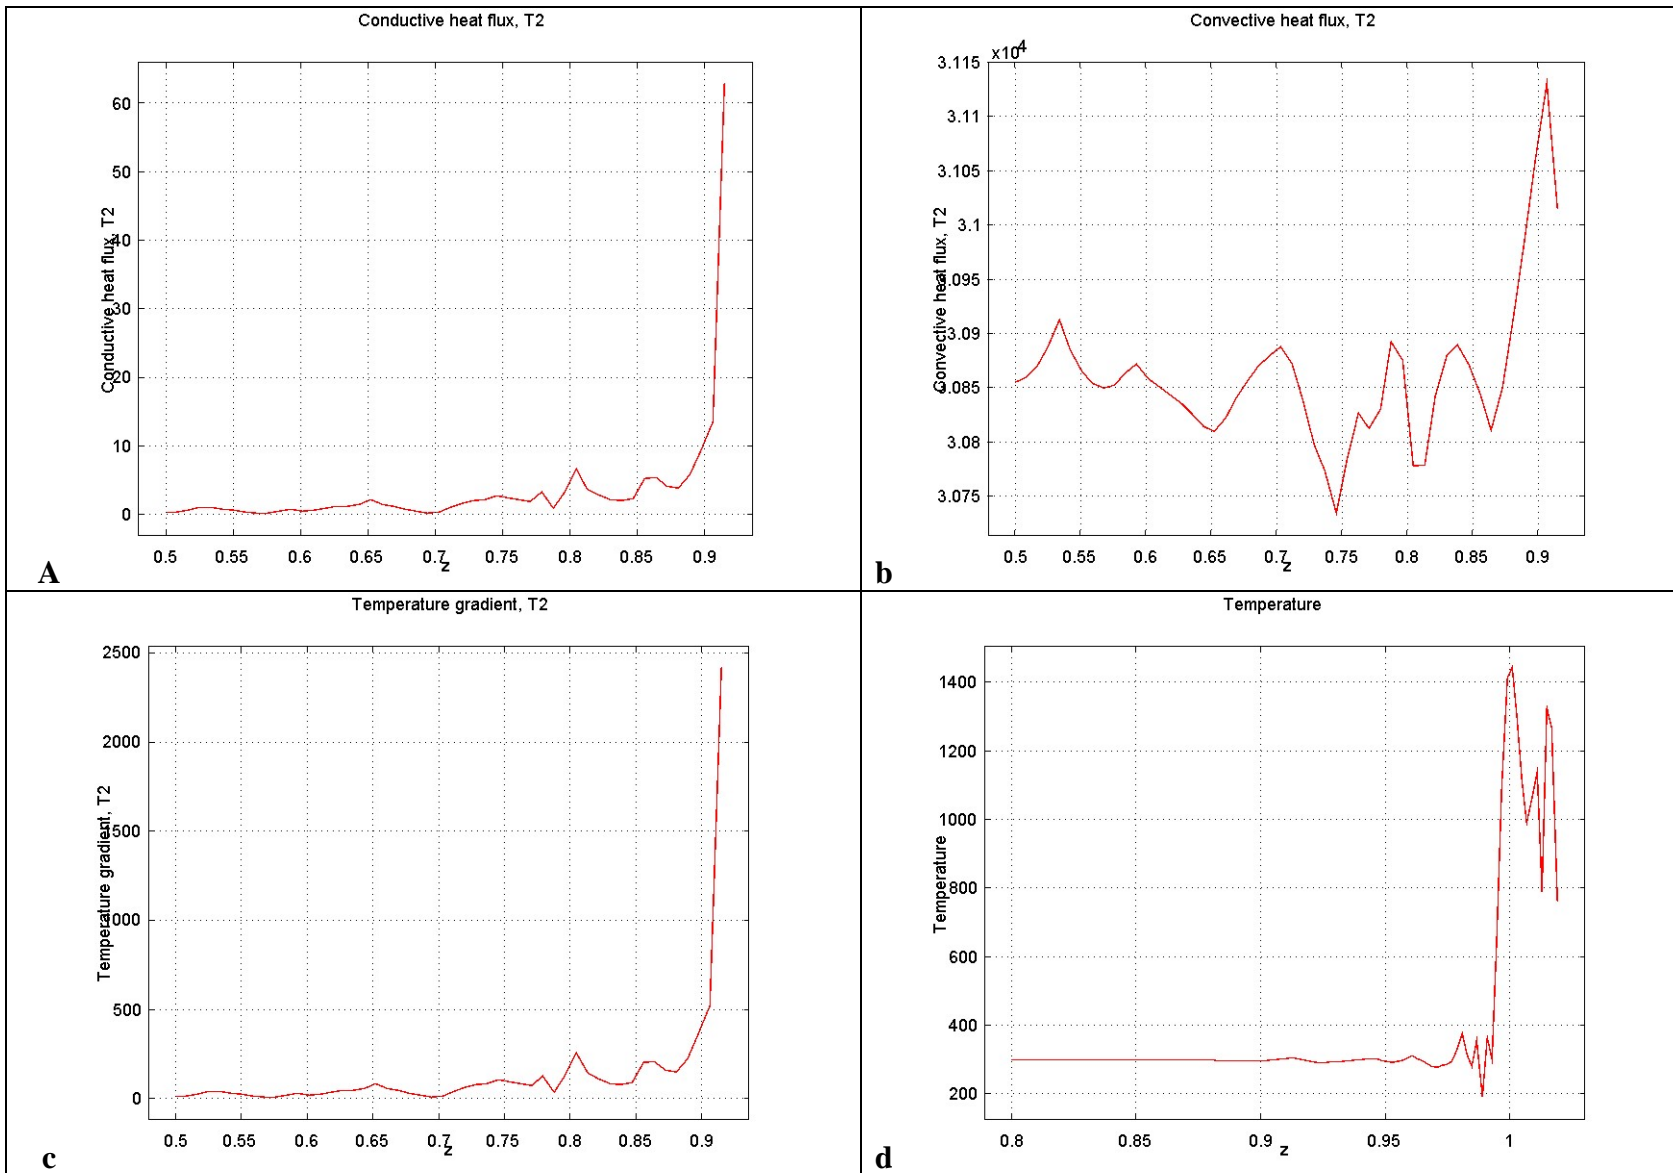 Conductive heat flux, T2
60
50
40
30
20
10
0
Conductive heat flux, T2
0.5 0.55 0.6 0.65 0.7 0.75 0.8 0.85 0.9
z
A
Convective heat flux, T2
x10^4
3.115
3.11
3.105
3.1
3.095
3.09
3.085
3.08
3.075
Convective heat flux, T2
0.5 0.55 0.6 0.65 0.7 0.75 0.8 0.85 0.9
z
b
Temperature gradient, T2
2500
2000
1500
1000
500
0
Temperature gradient, T2
0.5 0.55 0.6 0.65 0.7 0.75 0.8 0.85 0.9
z
c
Temperature
1400
1200
1000
800
600
400
200
Temperature
0.8 0.85 0.9 0.95 1
z
d